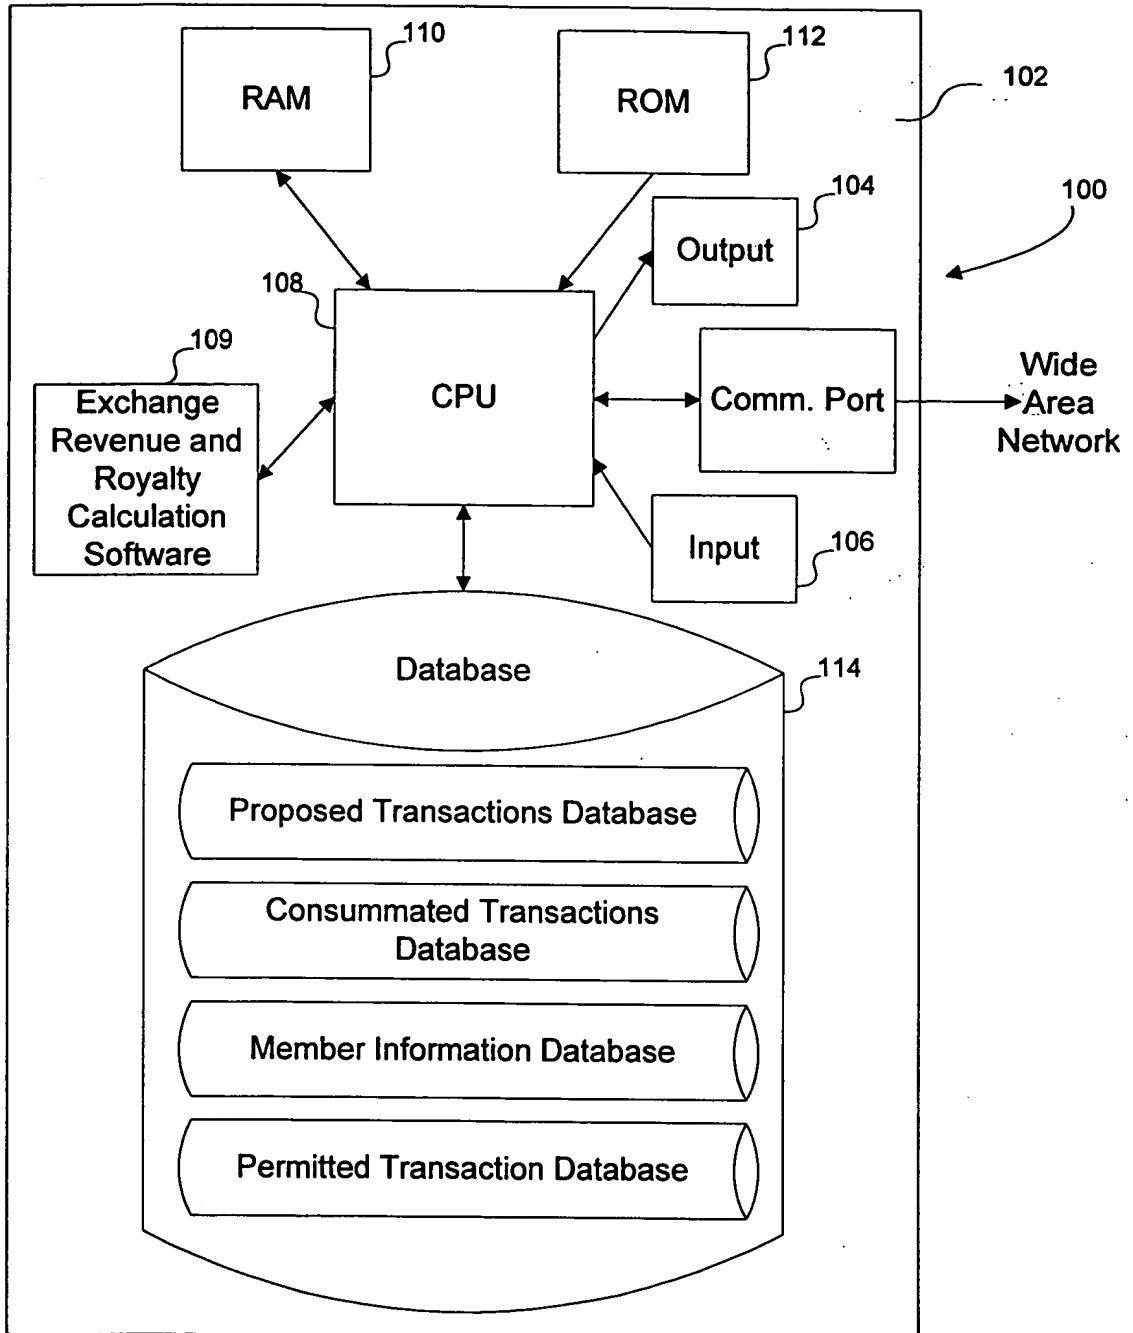 110
RAM
112
ROM
102
104
Output
100
108
CPU
109
Exchange
Revenue and
Royalty
Calculation
Software
Comm. Port
Wide
Area
Network
Input
106
Database
114
Proposed Transactions Database
Consummated Transactions
Database
Member Information Database
Permitted Transaction Database